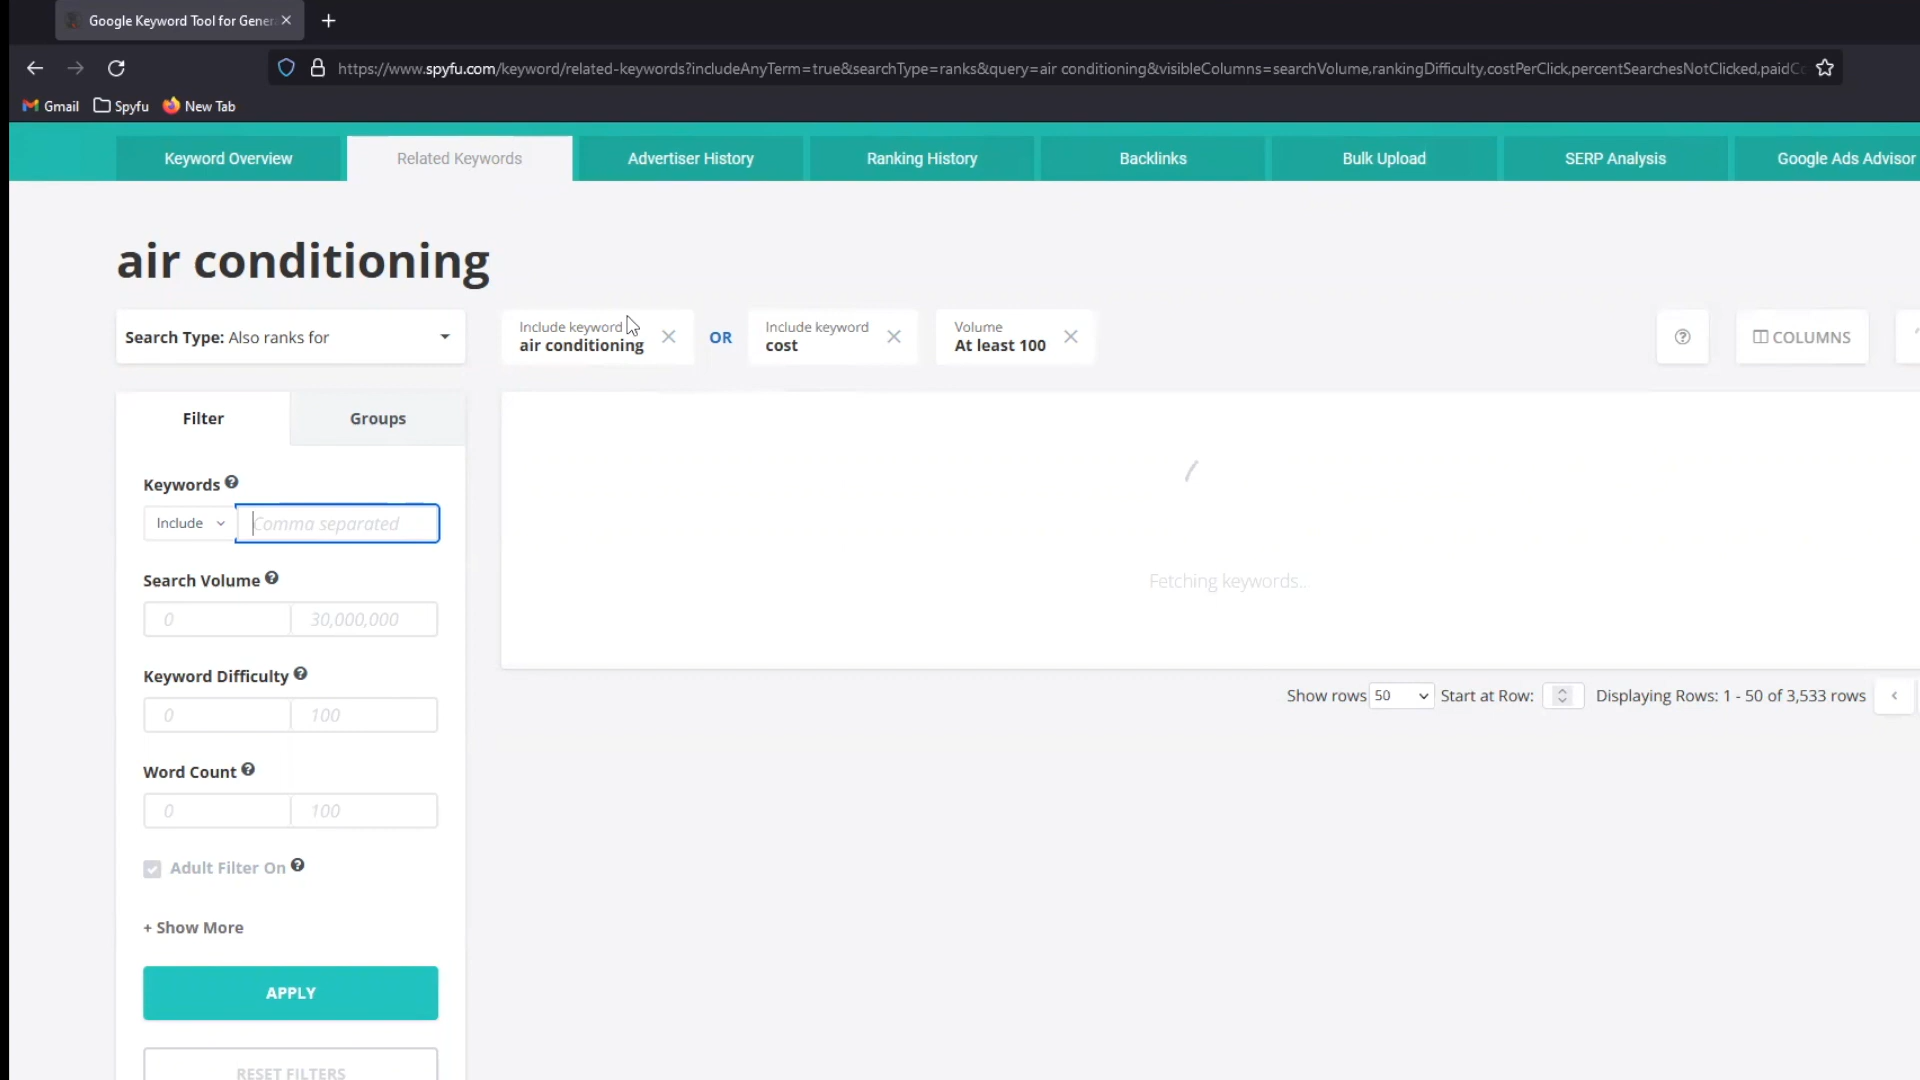 Google Keyword Tool for Gener
https://www.spyfu.com/keyword/related-keywords?includeAnyTerm=true&searchType=ranks&query=air conditioning&visibleColumns=searchVolume,rankingDifficulty,costPerClick,percentSearchesNotClicked,paidC
Gmail Spyfu New Tab
Keyword Overview Related Keywords Advertiser History Ranking History Backlinks Bulk Upload SERP Analysis Google Ads Advisor
air conditioning
Search Type: Also ranks for
Include keyword
air conditioning
OR
Include keyword
cost
Volume
At least 100
COLUMNS
Filter Groups
Keywords
Include Comma separated
Search Volume
0 30,000,000
Keyword Difficulty
0 100
Word Count
0 100
Adult Filter On
+ Show More
APPLY
RESET FILTERS
Fetching keywords...
Show rows 50 Start at Row: Displaying Rows: 1 - 50 of 3,533 rows